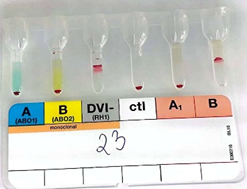 A B DVI- ctl A₁ B
(ABO1) (ABO2) (RH1)
monoclonal
23